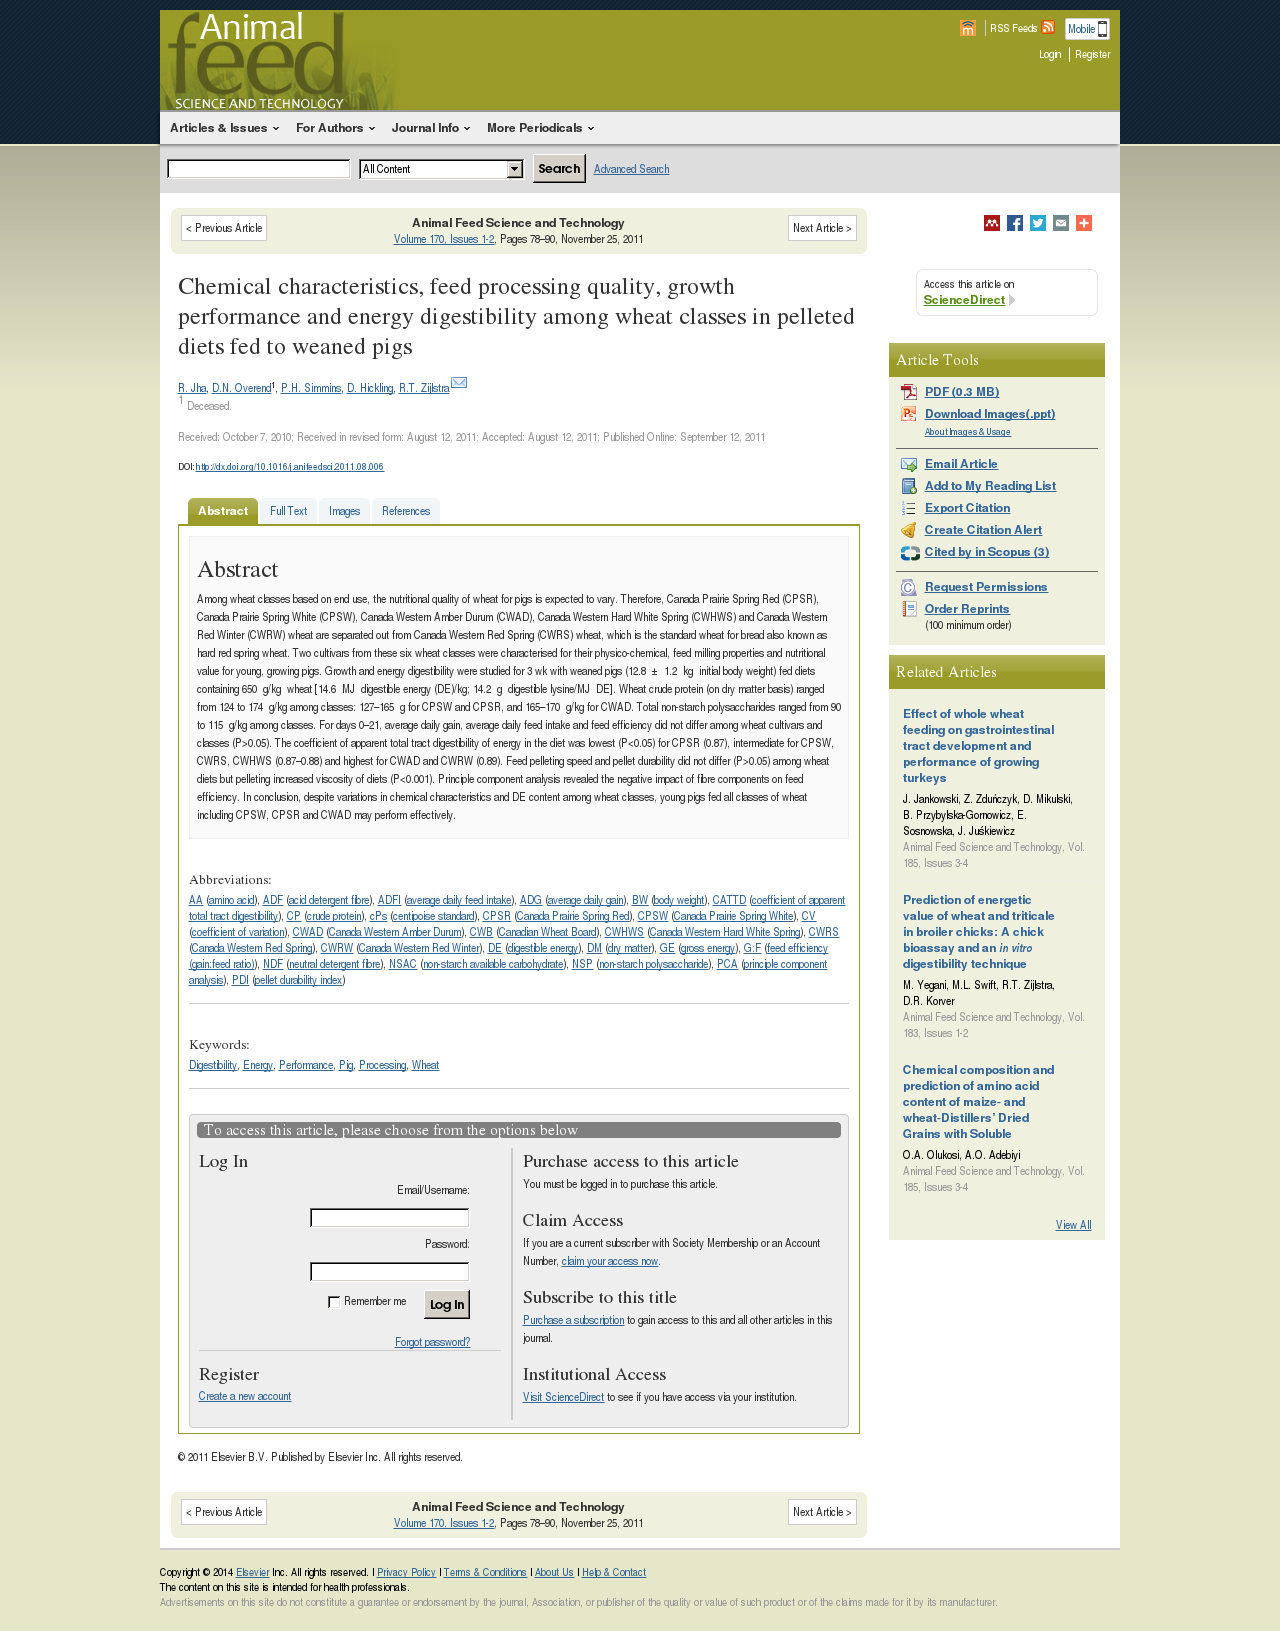 Animal
feed
SCIENCE AND TECHNOLOGY
RSS Feeds
Mobile
Login
Register
Articles & Issues
For Authors
Journal Info
More Periodicals
All Content
Search
Advanced Search
< Previous Article
Animal Feed Science and Technology
Volume 170, Issues 1-2, Pages 78–90, November 25, 2011
Next Article >
Chemical characteristics, feed processing quality, growth
performance and energy digestibility among wheat classes in pelleted
diets fed to weaned pigs
R. Jha, D.N. Overend¹, P.H. Simmins, D. Hickling, R.T. Zijlstra
1 Deceased.
Received: October 7, 2010; Received in revised form: August 12, 2011; Accepted: August 12, 2011; Published Online: September 12, 2011
DOI: http://dx.doi.org/10.1016/j.anifeedsci.2011.08.006
Abstract
Full Text
Images
References
Abstract
Among wheat classes based on end use, the nutritional quality of wheat for pigs is expected to vary. Therefore, Canada Prairie Spring Red (CPSR),
Canada Prairie Spring White (CPSW), Canada Western Amber Durum (CWAD), Canada Western Hard White Spring (CWHWS) and Canada Western
Red Winter (CWRW) wheat are separated out from Canada Western Red Spring (CWRS) wheat, which is the standard wheat for bread also known as
hard red spring wheat. Two cultivars from these six wheat classes were characterised for their physico-chemical, feed milling properties and nutritional
value for young, growing pigs. Growth and energy digestibility were studied for 3 wk with weaned pigs (12.8 ± 1.2 kg initial body weight) fed diets
containing 650 g/kg wheat [14.6 MJ digestible energy (DE)/kg; 14.2 g digestible lysine/MJ DE]. Wheat crude protein (on dry matter basis) ranged
from 124 to 174 g/kg among classes: 127–165 g for CPSW and CPSR, and 165–170 g/kg for CWAD. Total non-starch polysaccharides ranged from 90
to 115 g/kg among classes. For days 0–21, average daily gain, average daily feed intake and feed efficiency did not differ among wheat cultivars and
classes (P>0.05). The coefficient of apparent total tract digestibility of energy in the diet was lowest (P<0.05) for CPSR (0.87), intermediate for CPSW,
CWRS, CWHWS (0.87–0.88) and highest for CWAD and CWRW (0.89). Feed pelleting speed and pellet durability did not differ (P>0.05) among wheat
diets but pelleting increased viscosity of diets (P<0.001). Principle component analysis revealed the negative impact of fibre components on feed
efficiency. In conclusion, despite variations in chemical characteristics and DE content among wheat classes, young pigs fed all classes of wheat
including CPSW, CPSR and CWAD may perform effectively.
Abbreviations:
AA (amino acid), ADF (acid detergent fibre), ADFI (average daily feed intake), ADG (average daily gain), BW (body weight), CATTD (coefficient of apparent
total tract digestibility), CP (crude protein), cPs (centipoise standard), CPSR (Canada Prairie Spring Red), CPSW (Canada Prairie Spring White), CV
(coefficient of variation), CWAD (Canada Western Amber Durum), CWB (Canadian Wheat Board), CWHWS (Canada Western Hard White Spring), CWRS
(Canada Western Red Spring), CWRW (Canada Western Red Winter), DE (digestible energy), DM (dry matter), GE (gross energy), G:F (feed efficiency
(gain:feed ratio)), NDF (neutral detergent fibre), NSAC (non-starch available carbohydrate), NSP (non-starch polysaccharide), PCA (principle component
analysis), PDI (pellet durability index)
Keywords:
Digestibility, Energy, Performance, Pig, Processing, Wheat
To access this article, please choose from the options below
Log In
Email/Username:
Password:
Remember me
Log In
Forgot password?
Register
Create a new account
Purchase access to this article
You must be logged in to purchase this article.
Claim Access
If you are a current subscriber with Society Membership or an Account
Number, claim your access now.
Subscribe to this title
Purchase a subscription to gain access to this and all other articles in this
journal.
Institutional Access
Visit ScienceDirect to see if you have access via your institution.
© 2011 Elsevier B.V. Published by Elsevier Inc. All rights reserved.
< Previous Article
Animal Feed Science and Technology
Volume 170, Issues 1-2, Pages 78–90, November 25, 2011
Next Article >
Access this article on
ScienceDirect
Article Tools
PDF (0.3 MB)
Download Images(.ppt)
About Images & Usage
Email Article
Add to My Reading List
Export Citation
Create Citation Alert
Cited by in Scopus (3)
Request Permissions
Order Reprints
(100 minimum order)
Related Articles
Effect of whole wheat
feeding on gastrointestinal
tract development and
performance of growing
turkeys
J. Jankowski, Z. Zduńczyk, D. Mikulski,
B. Przybylska-Gornowicz, E.
Sosnowska, J. Juśkiewicz
Animal Feed Science and Technology, Vol.
185, Issues 3-4
Prediction of energetic
value of wheat and triticale
in broiler chicks: A chick
bioassay and an in vitro
digestibility technique
M. Yegani, M.L. Swift, R.T. Zijlstra,
D.R. Korver
Animal Feed Science and Technology, Vol.
183, Issues 1-2
Chemical composition and
prediction of amino acid
content of maize- and
wheat-Distillers' Dried
Grains with Soluble
O.A. Olukosi, A.O. Adebiyi
Animal Feed Science and Technology, Vol.
185, Issues 3-4
View All
Copyright © 2014 Elsevier Inc. All rights reserved. | Privacy Policy | Terms & Conditions | About Us | Help & Contact
The content on this site is intended for health professionals.
Advertisements on this site do not constitute a guarantee or endorsement by the journal, Association, or publisher of the quality or value of such product or of the claims made for it by its manufacturer.